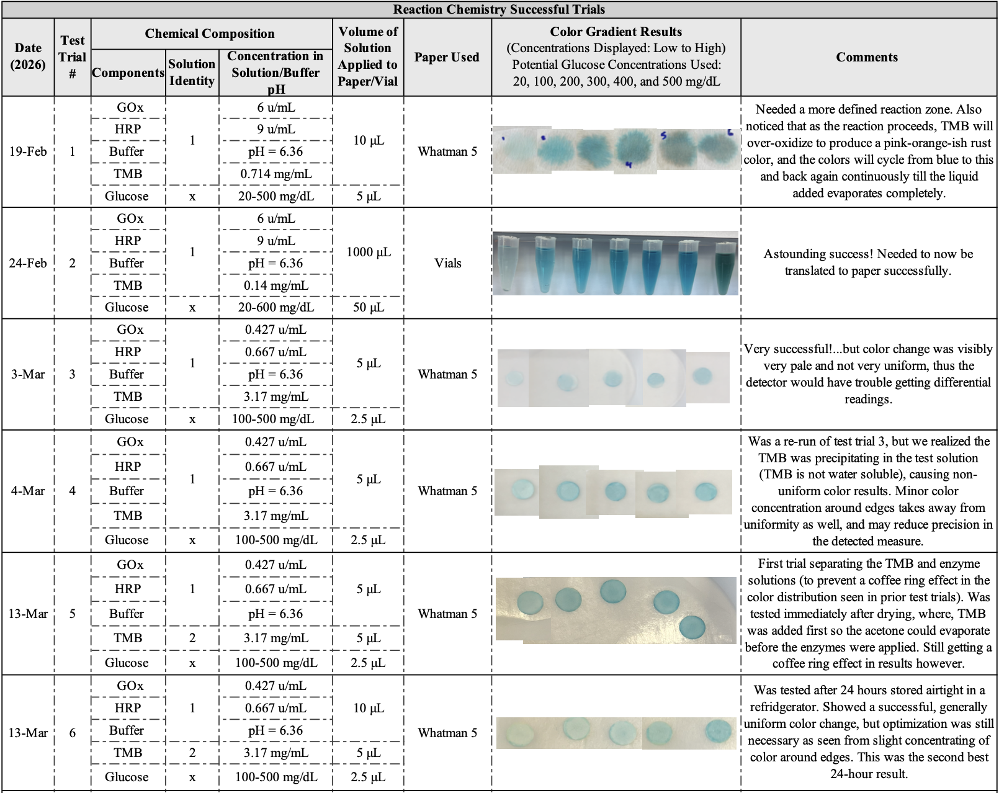 Reaction Chemistry Successful Trials
Date
(2026)
Test
Trial
#
Chemical Composition
Components
Solution
Identity
Concentration in
Solution/Buffer
pH
Volume of
Solution
Applied to
Paper/Vial
Paper Used
Color Gradient Results
(Concentrations Displayed: Low to High)
Potential Glucose Concentrations Used:
20, 100, 200, 300, 400, and 500 mg/dL
Comments
19-Feb
1
GOx
HRP
Buffer
TMB
Glucose
1
x
6 u/mL
9 u/mL
pH = 6.36
0.714 mg/mL
20-500 mg/dL
10 μL
5 μL
Whatman 5
4
5
6
Needed a more defined reaction zone. Also
noticed that as the reaction proceeds, TMB will
over-oxidize to produce a pink-orange-ish rust
color, and the colors will cycle from blue to this
and back again continuously till the liquid
added evaporates completely.
24-Feb
2
GOx
HRP
Buffer
TMB
Glucose
1
x
6 u/mL
9 u/mL
pH = 6.36
0.14 mg/mL
20-600 mg/dL
1000 μL
50 μL
Vials
Astounding success! Needed to now be
translated to paper successfully.
3-Mar
3
GOx
HRP
Buffer
TMB
Glucose
1
x
0.427 u/mL
0.667 u/mL
pH = 6.36
3.17 mg/mL
100-500 mg/dL
5 μL
2.5 μL
Whatman 5
Very successful!...but color change was visibly
very pale and not very uniform, thus the
detector would have trouble getting differential
readings.
4-Mar
4
GOx
HRP
Buffer
TMB
Glucose
1
x
0.427 u/mL
0.667 u/mL
pH = 6.36
3.17 mg/mL
100-500 mg/dL
5 μL
2.5 μL
Whatman 5
Was a re-run of test trial 3, but we realized the
TMB was precipitating in the test solution
(TMB is not water soluble), causing non-
uniform color results. Minor color
concentration around edges takes away from
uniformity as well, and may reduce precision in
the detected measure.
13-Mar
5
GOx
HRP
Buffer
TMB
Glucose
1
2
x
0.427 u/mL
0.667 u/mL
pH = 6.36
3.17 mg/mL
100-500 mg/dL
5 μL
5 μL
2.5 μL
Whatman 5
First trial separating the TMB and enzyme
solutions (to prevent a coffee ring effect in the
color distribution seen in prior test trials). Was
tested immediately after drying, where, TMB
was added first so the acetone could evaporate
before the enzymes were applied. Still getting a
coffee ring effect in results however.
13-Mar
6
GOx
HRP
Buffer
TMB
Glucose
1
2
x
0.427 u/mL
0.667 u/mL
pH = 6.36
3.17 mg/mL
100-500 mg/dL
10 μL
5 μL
2.5 μL
Whatman 5
Was tested after 24 hours stored airtight in a
refridgerator. Showed a successful, generally
uniform color change, but optimization was still
necessary as seen from slight concentrating of
color around edges. This was the second best
24-hour result.